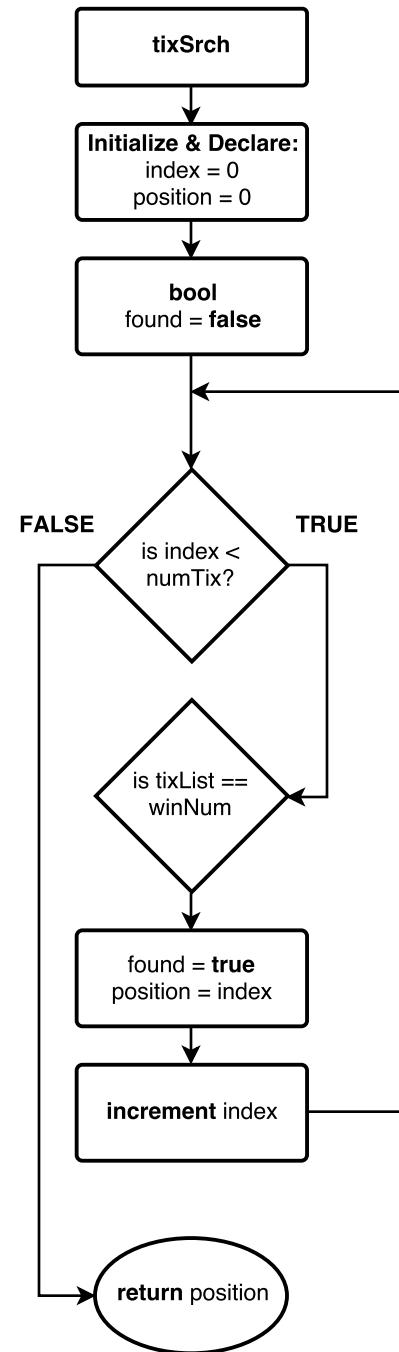 tixSrch
Initialize & Declare:
index = 0
position = 0
bool
found = false
FALSE
TRUE
is index <
numTix?
is tixList ==
winNum
found = true
position = index
increment index
return position